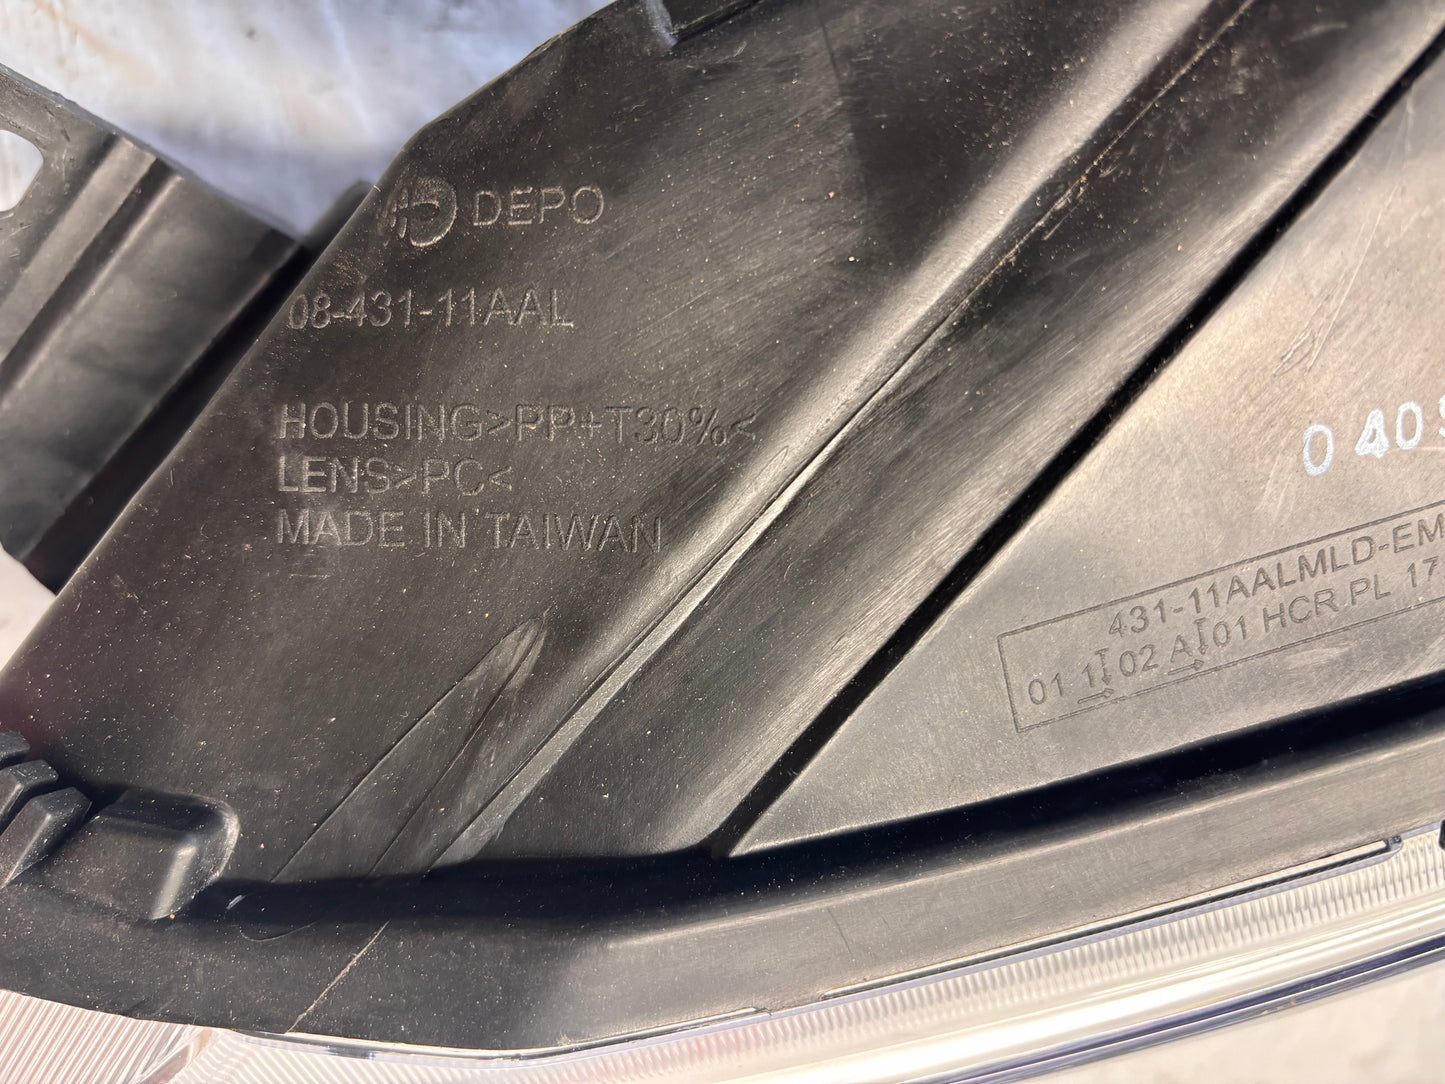 DEPO
08-431-11AAL
HOUSING>PP+T30%<
LENS>PC<
MADE IN TAIWAN
0 409
431-11AALMLD-EM
01 1 02 A 01 HCR PL 17